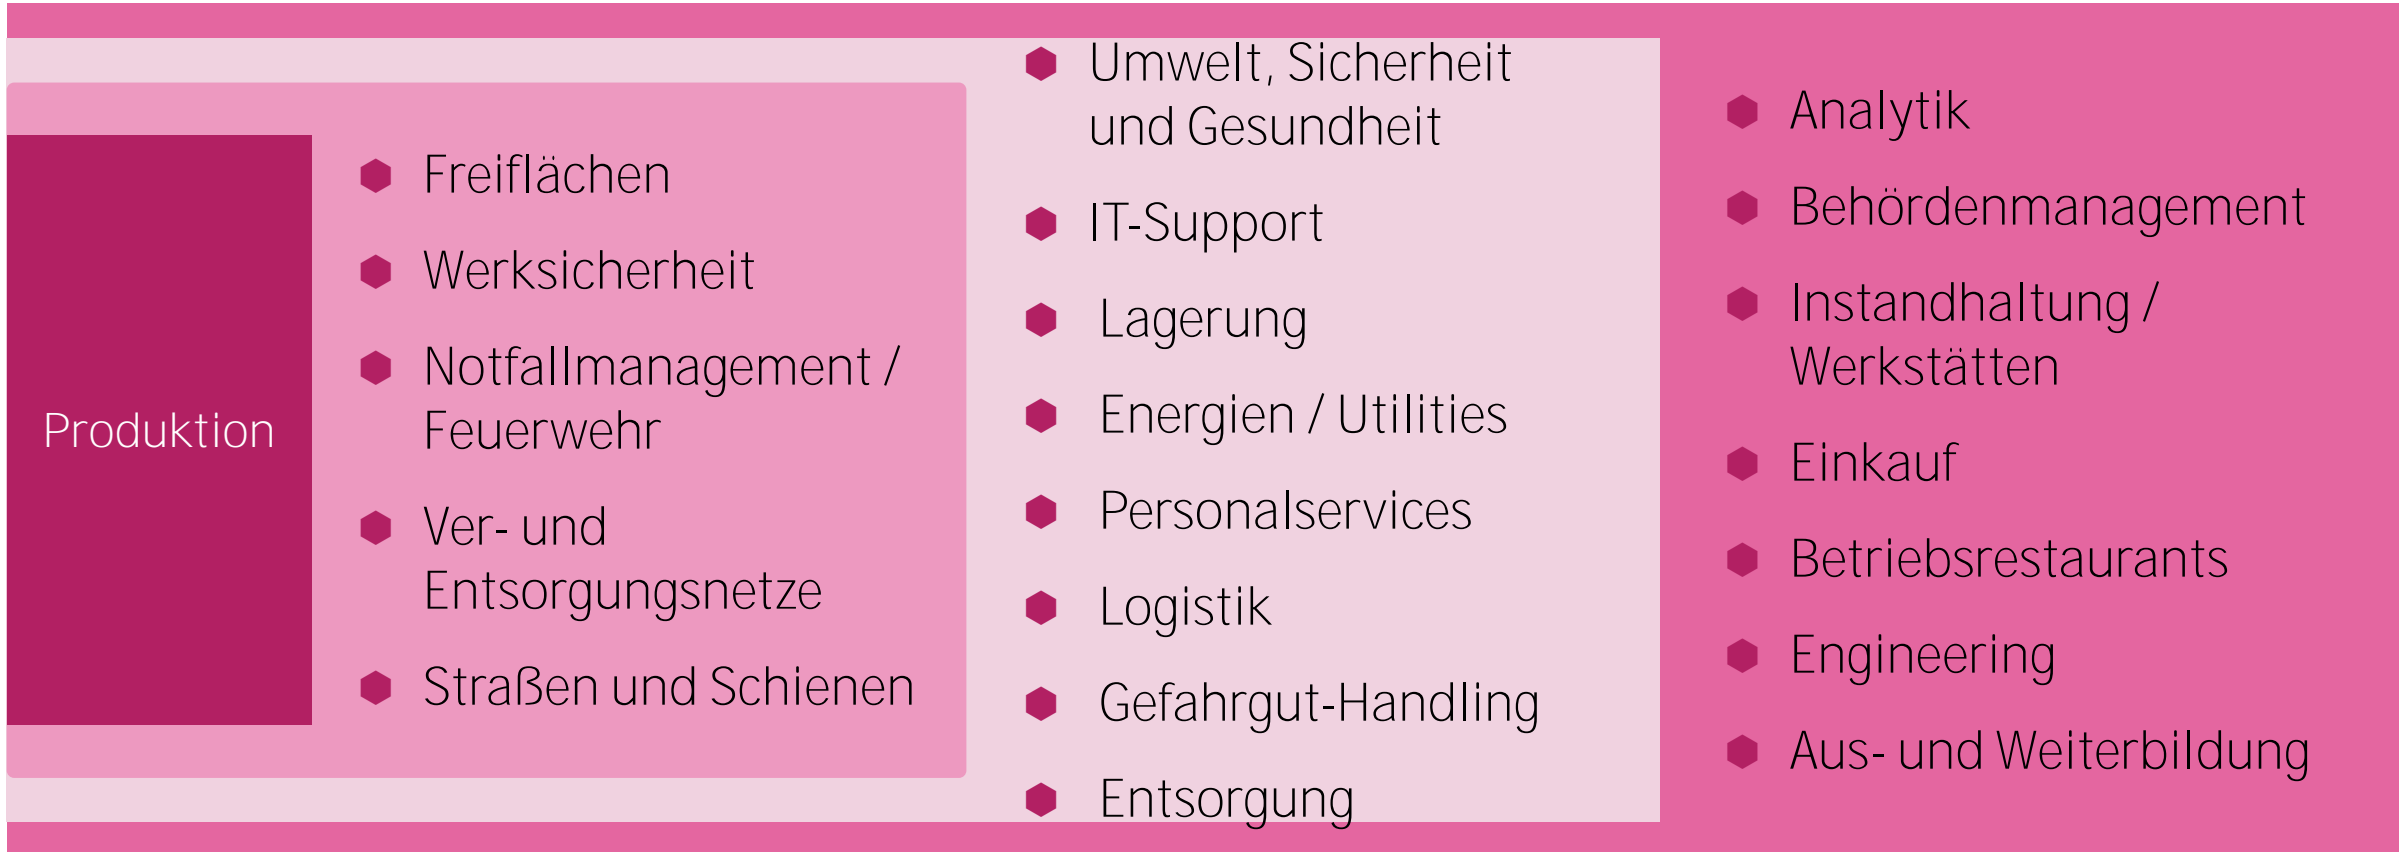 Produktion
Freiflächen
Werksicherheit
Notfallmanagement /
Feuerwehr
Ver- und
Entsorgungsnetze
Straßen und Schienen
Umwelt, Sicherheit
und Gesundheit
IT-Support
Lagerung
Energien / Utilities
Personalservices
Logistik
Gefahrgut-Handling
Entsorgung
Analytik
Behördenmanagement
Instandhaltung /
Werkstätten
Einkauf
Betriebsrestaurants
Engineering
Aus- und Weiterbildung